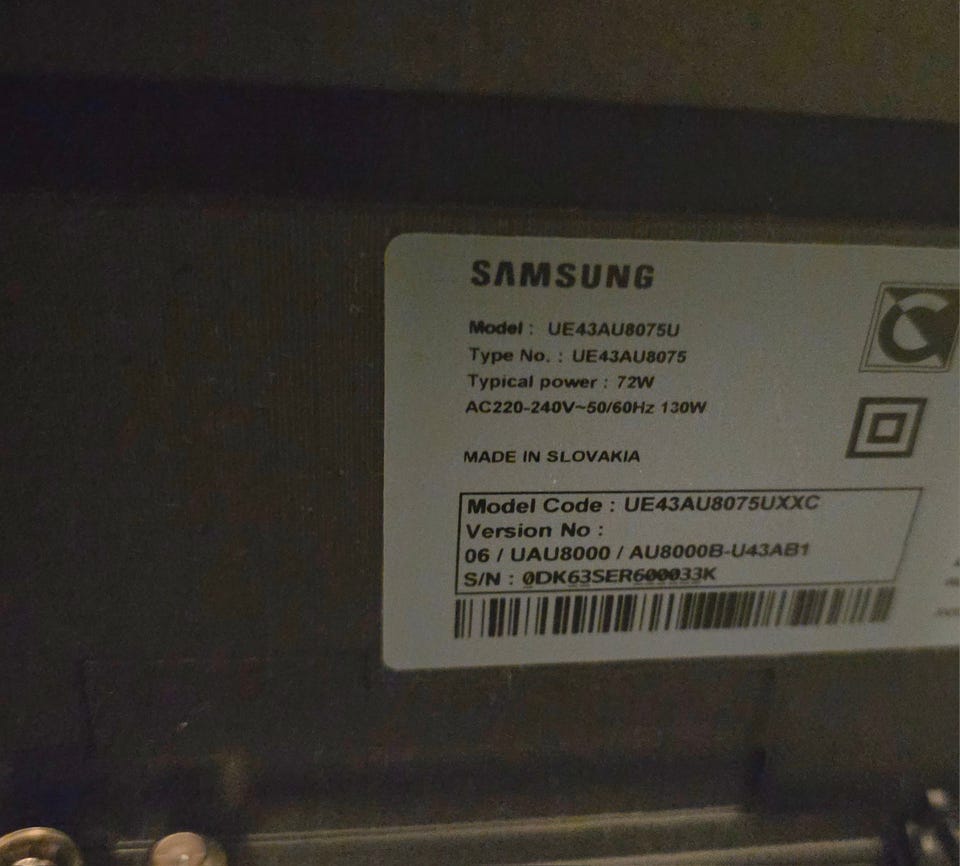 SAMSUNG
Model : UE43AU8075U
Type No. : UE43AU8075
Typical power : 72W
AC220-240V~50/60Hz 130W
MADE IN SLOVAKIA
Model Code : UE43AU8075UXXC
Version No :
06 / UAU8000 / AU8000B-U43AB1
S/N : 0DK63SER600033K